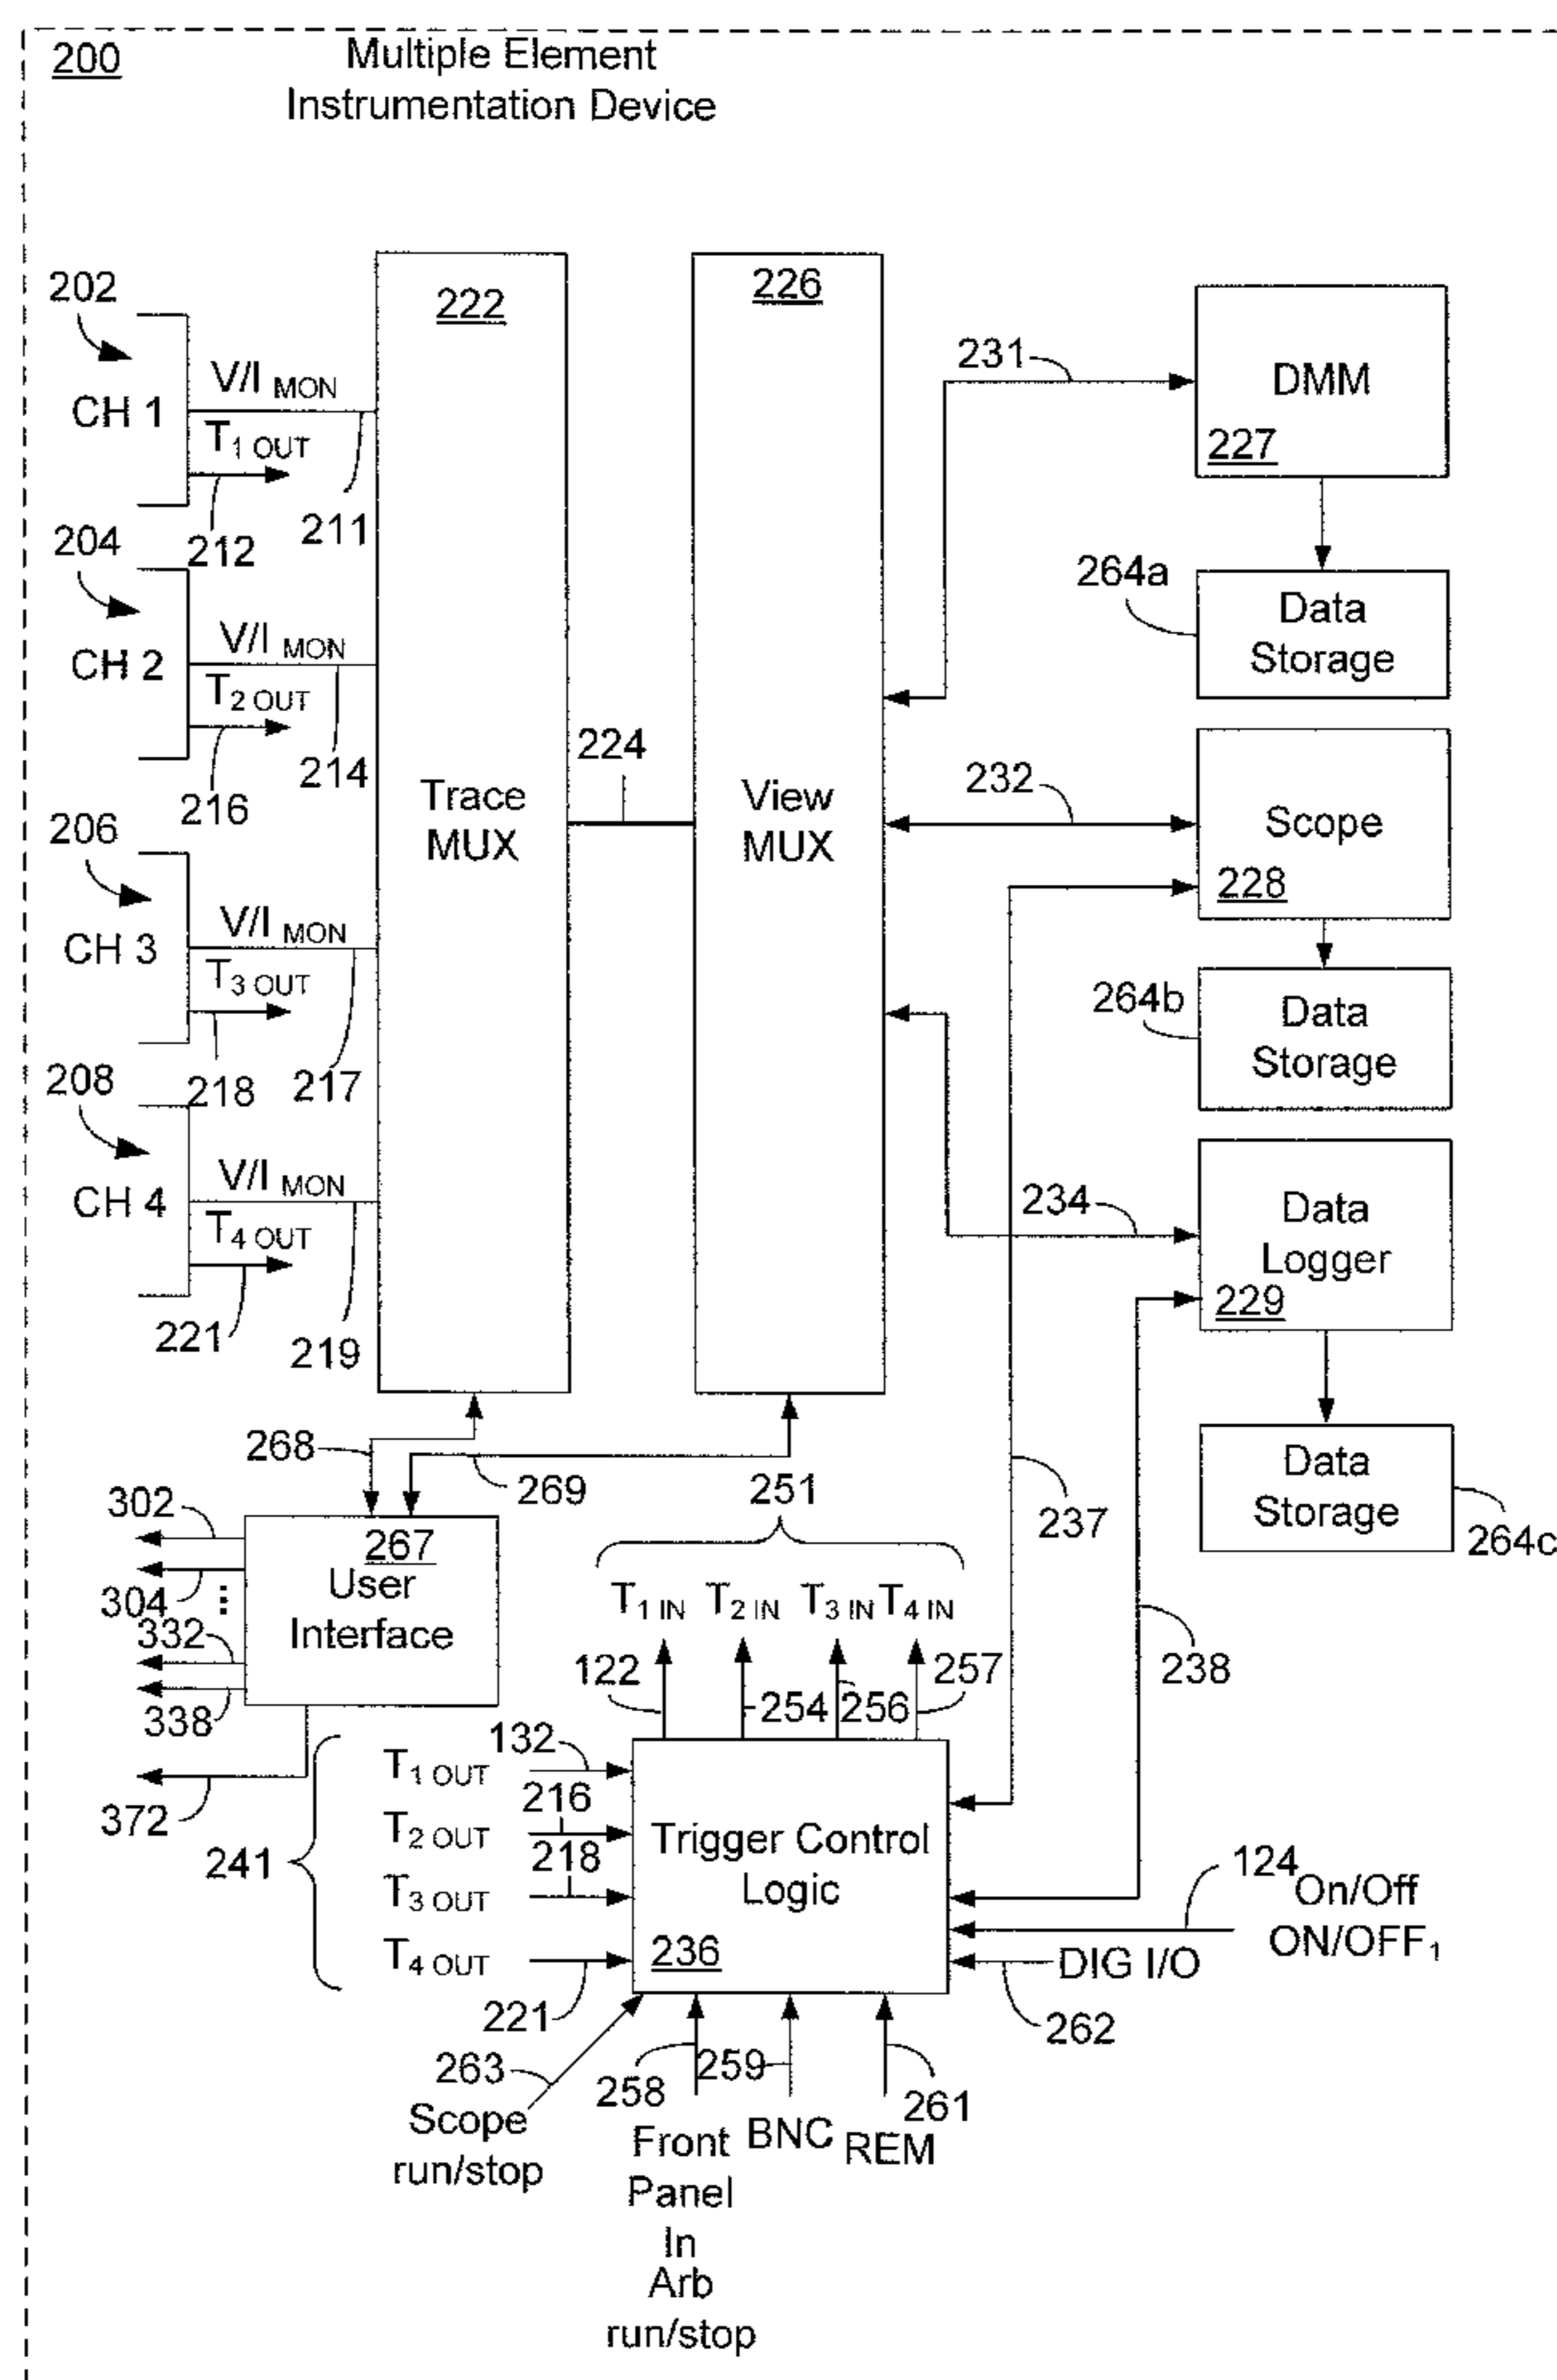 200
Multiple Element
Instrumentation Device
202
CH 1
V/I MON
T1 OUT
212
211
204
CH 2
V/I MON
T2 OUT
216
214
206
CH 3
V/I MON
T3 OUT
218
217
208
CH 4
V/I MON
T4 OUT
221
219
222
Trace
MUX
224
226
View
MUX
231
DMM
227
264a
Data
Storage
232
Scope
228
264b
Data
Storage
234
Data
Logger
229
Data
Storage
264c
237
238
268
269
251
302
304
...
332
338
372
267
User
Interface
T1 IN
T2 IN
T3 IN
T4 IN
122
254
256
257
241
T1 OUT
132
T2 OUT
216
T3 OUT
218
T4 OUT
221
Trigger Control
Logic
236
124
On/Off
ON/OFF1
DIG I/O
262
263
Scope
run/stop
258
Front
Panel
In
Arb
run/stop
259
BNC
261
REM